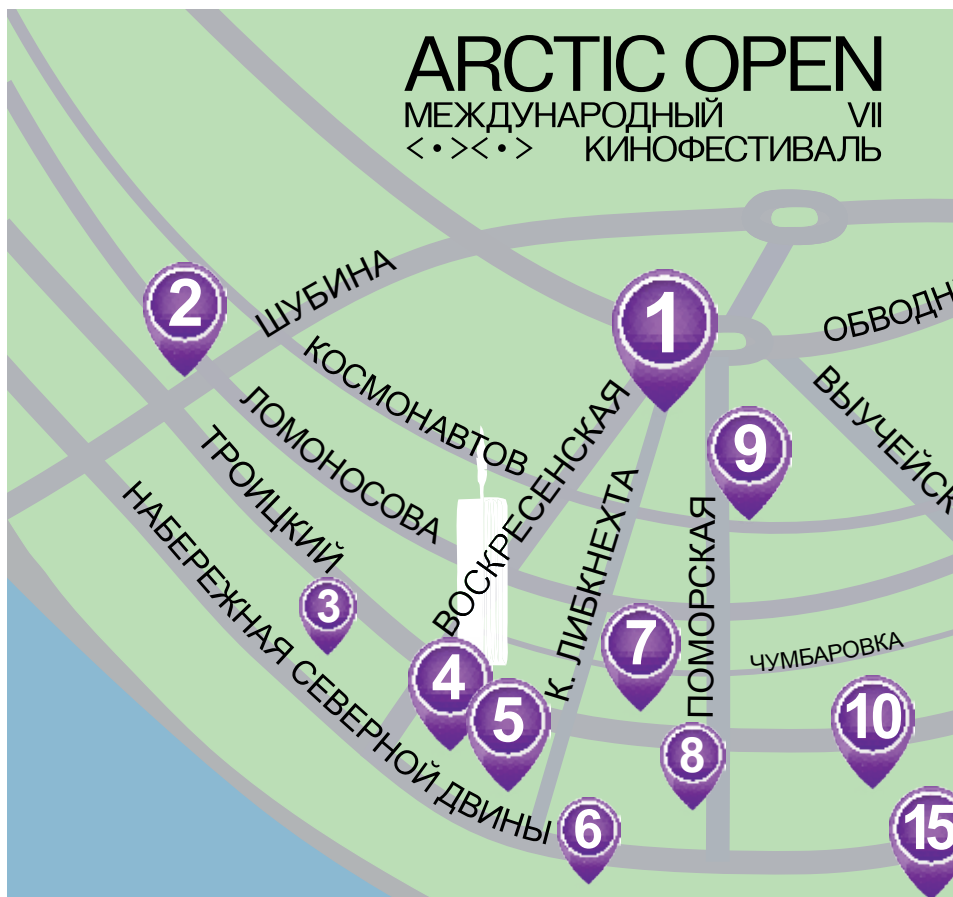 ARCTIC OPEN
МЕЖДУНАРОДНЫЙ VII
<•><•> КИНОФЕСТИВАЛЬ
2
ШУБИНА
1
ОБВОДН
КОСМОНАВТОВ
ВЫУЧЕЙСК
ЛОМОНОСОВА
ВОСКРЕСЕНСКАЯ
9
ТРОИЦКИЙ
К. ЛИБКНЕХТА
ПОМОРСКАЯ
НАБЕРЕЖНАЯ СЕВЕРНОЙ ДВИНЫ
3
7
ЧУМБАРОВКА
4
5
8
10
6
15